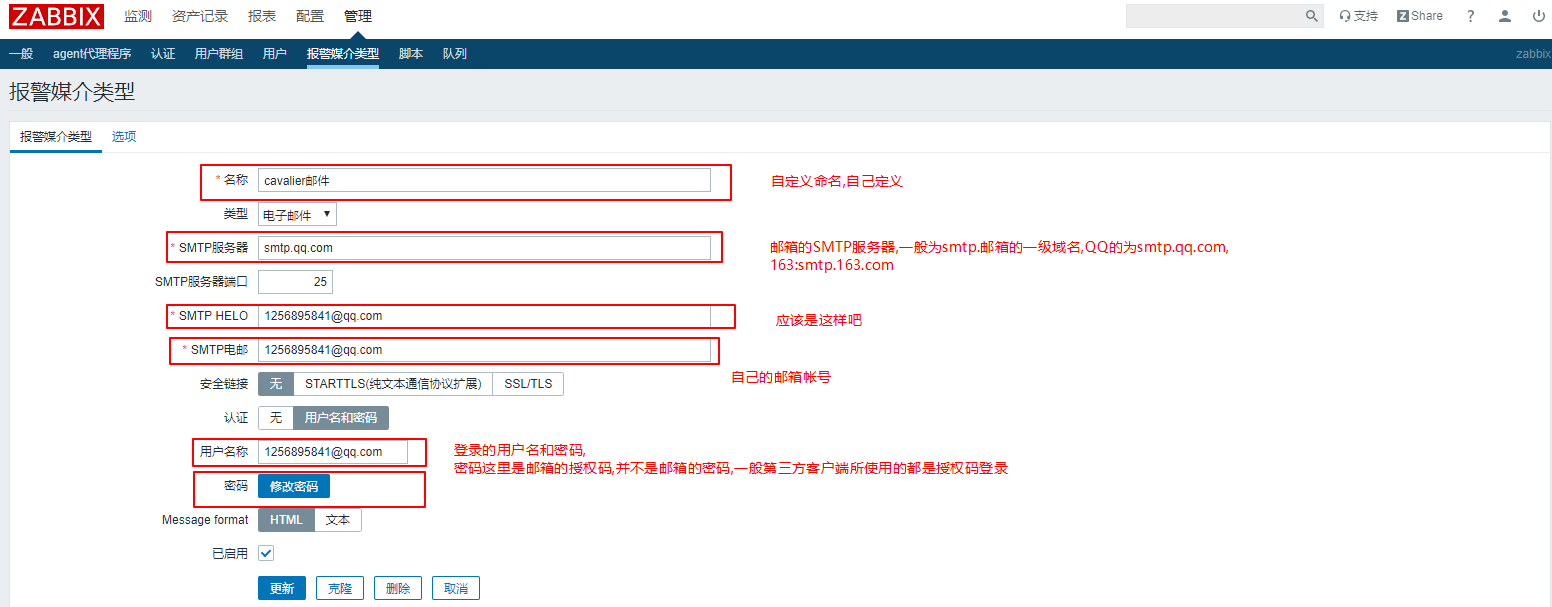 ZABBIX 监测 资产记录 报表 配置 管理 支持 Z Share ?
一般 agent代理程序 认证 用户群组 用户 报警媒介类型 脚本 队列 zabbix
报警媒介类型
报警媒介类型 选项
* 名称 cavalier邮件 自定义命名,自己定义
类型 电子邮件
* SMTP服务器 smtp.qq.com 邮箱的SMTP服务器,一般为smtp.邮箱的一级域名,QQ的为smtp.qq.com,
163:smtp.163.com
SMTP服务器端口 25
* SMTP HELO 1256895841@qq.com 应该是这样吧
* SMTP电邮 1256895841@qq.com
自己的邮箱帐号
安全链接 无 STARTTLS(纯文本通信协议扩展) SSL/TLS
认证 无 用户名和密码
用户名称 1256895841@qq.com 登录的用户名和密码,
密码这里是邮箱的授权码,并不是邮箱的密码,一般第三方客户端所使用的都是授权码登录
密码 修改密码
Message format HTML 文本
已启用
更新 克隆 删除 取消